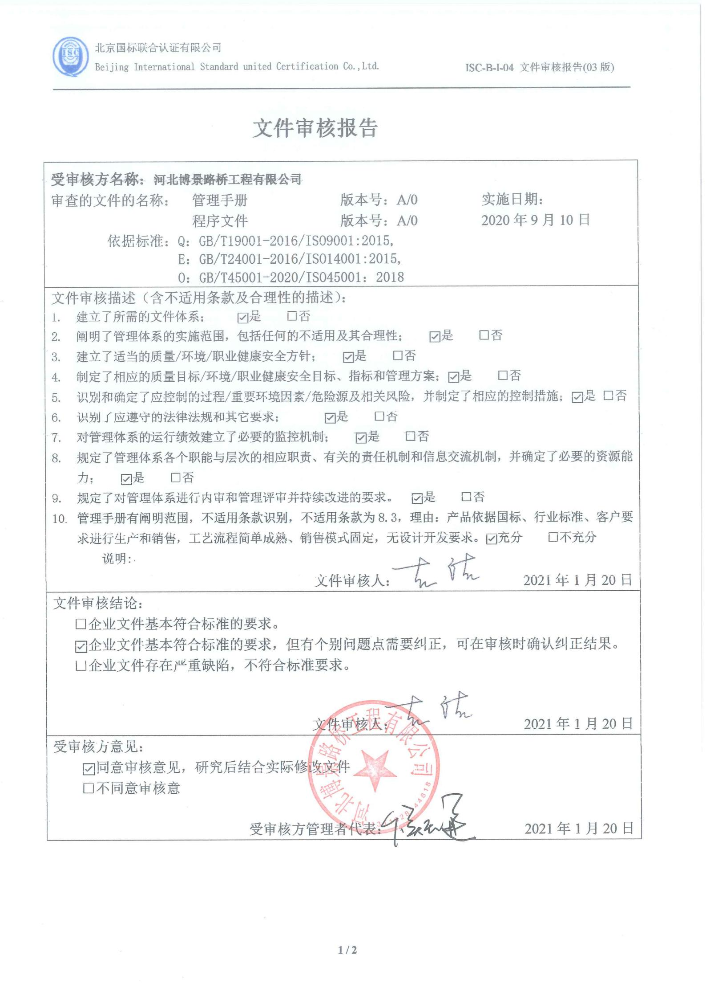 ISC
北京国标联合认证有限公司
Beijing International Standard united Certification Co.,Ltd.
ISC-B-I-04 文件审核报告(03 版)
文件审核报告
受审核方名称：河北博景路桥工程有限公司
审查的文件的名称： 管理手册 版本号：A/0 实施日期：
程序文件 版本号：A/0 2020 年 9 月 10 日
依据标准：Q：GB/T19001-2016/ISO9001:2015,
E：GB/T24001-2016/ISO14001:2015,
O：GB/T45001-2020/ISO45001：2018
文件审核描述（含不适用条款及合理性的描述）：
1. 建立了所需的文件体系； ☑是 □否
2. 阐明了管理体系的实施范围，包括任何的不适用及其合理性； ☑是 □否
3. 建立了适当的质量/环境/职业健康安全方针； ☑是 □否
4. 制定了相应的质量目标/环境/职业健康安全目标、指标和管理方案；☑是 □否
5. 识别和确定了应控制的过程/重要环境因素/危险源及相关风险，并制定了相应的控制措施；☑是 □否
6. 识别了应遵守的法律法规和其它要求； ☑是 □否
7. 对管理体系的运行绩效建立了必要的监控机制； ☑是 □否
8. 规定了管理体系各个职能与层次的相应职责、有关的责任机制和信息交流机制，并确定了必要的资源能
力； ☑是 □否
9. 规定了对管理体系进行内审和管理评审并持续改进的要求。 ☑是 □否
10. 管理手册有阐明范围，不适用条款识别，不适用条款为 8.3，理由：产品依据国标、行业标准、客户要
求进行生产和销售，工艺流程简单成熟、销售模式固定，无设计开发要求。☑充分 □不充分
说明：
文件审核人： 2021 年 1 月 20 日
文件审核结论：
□企业文件基本符合标准的要求。
☑企业文件基本符合标准的要求，但有个别问题点需要纠正，可在审核时确认纠正结果。
□企业文件存在严重缺陷，不符合标准要求。
文件审核人： 2021 年 1 月 20 日
受审核方意见：
☑同意审核意见，研究后结合实际修改文件
□不同意审核意
受审核方管理者代表： 2021 年 1 月 20 日
河北博景路桥工程有限公司
1 / 2